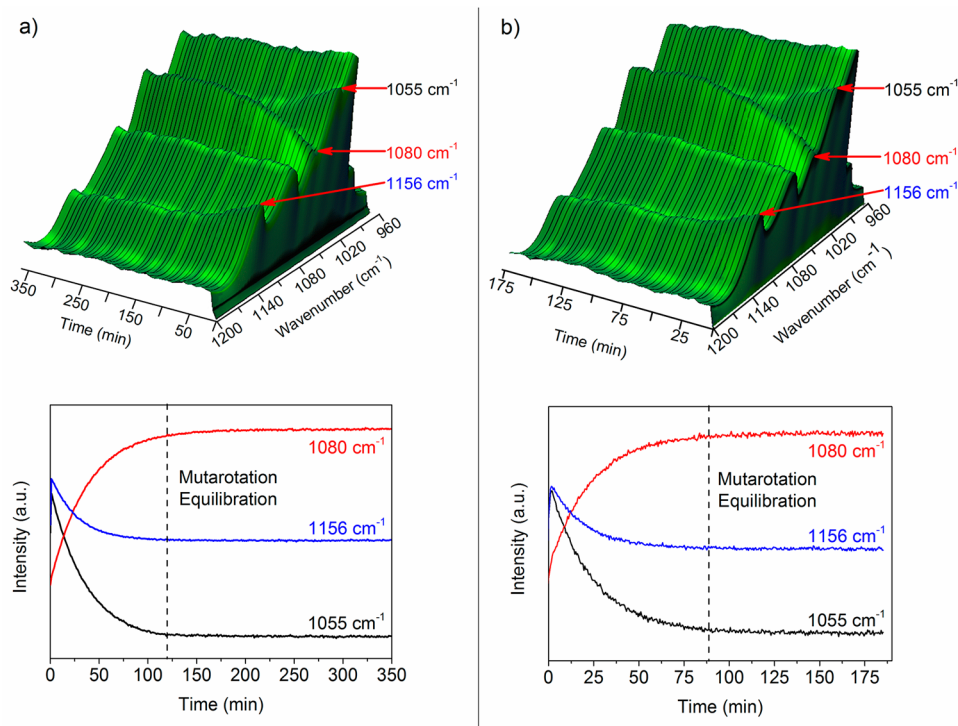 a)
1055 cm⁻¹
1080 cm⁻¹
1156 cm⁻¹
350
250
150
50
Time (min)
1200
1140
1080
1020
960
Wavenumber (cm⁻¹)
b)
1055 cm⁻¹
1080 cm⁻¹
1156 cm⁻¹
175
125
75
25
Time (min)
1200
1140
1080
1020
960
Wavenumber (cm⁻¹)
Intensity (a.u.)
1080 cm⁻¹
Mutarotation
Equilibration
1156 cm⁻¹
1055 cm⁻¹
0 50 100 150 200 250 300 350
Time (min)
Intensity (a.u.)
1080 cm⁻¹
Mutarotation
Equilibration
1156 cm⁻¹
1055 cm⁻¹
0 25 50 75 100 125 150 175
Time (min)